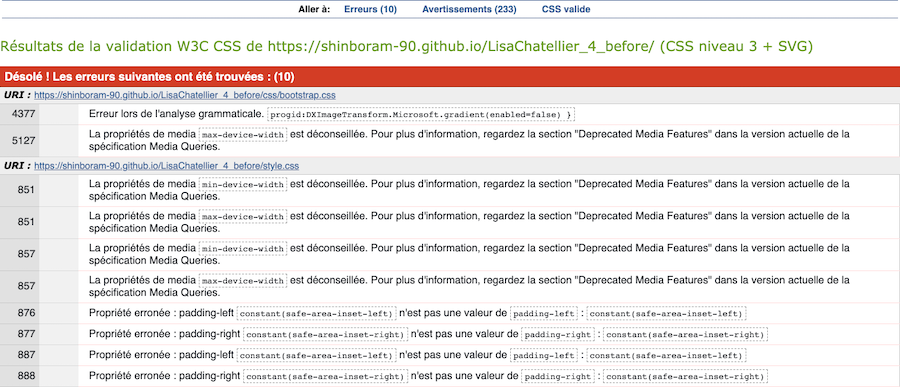 Aller à: Erreurs (10) Avertissements (233) CSS valide
Résultats de la validation W3C CSS de https://shinboram-90.github.io/LisaChatellier_4_before/ (CSS niveau 3 + SVG)
Désolé ! Les erreurs suivantes ont été trouvées : (10)
URI : https://shinboram-90.github.io/LisaChatellier_4_before/css/bootstrap.css
4377 Erreur lors de l'analyse grammaticale. progid:DXImageTransform.Microsoft.gradient(enabled=false) }
5127 La propriétés de media max-device-width est déconseillée. Pour plus d'information, regardez la section "Deprecated Media Features" dans la version actuelle de la
spécification Media Queries.
URI : https://shinboram-90.github.io/LisaChatellier_4_before/style.css
851 La propriétés de media min-device-width est déconseillée. Pour plus d'information, regardez la section "Deprecated Media Features" dans la version actuelle de la
spécification Media Queries.
851 La propriétés de media max-device-width est déconseillée. Pour plus d'information, regardez la section "Deprecated Media Features" dans la version actuelle de la
spécification Media Queries.
857 La propriétés de media min-device-width est déconseillée. Pour plus d'information, regardez la section "Deprecated Media Features" dans la version actuelle de la
spécification Media Queries.
857 La propriétés de media max-device-width est déconseillée. Pour plus d'information, regardez la section "Deprecated Media Features" dans la version actuelle de la
spécification Media Queries.
876 Propriété erronée : padding-left constant(safe-area-inset-left) n'est pas une valeur de padding-left : constant(safe-area-inset-left)
877 Propriété erronée : padding-right constant(safe-area-inset-right) n'est pas une valeur de padding-right : constant(safe-area-inset-right)
887 Propriété erronée : padding-left constant(safe-area-inset-left) n'est pas une valeur de padding-left : constant(safe-area-inset-left)
888 Propriété erronée : padding-right constant(safe-area-inset-right) n'est pas une valeur de padding-right : constant(safe-area-inset-right)